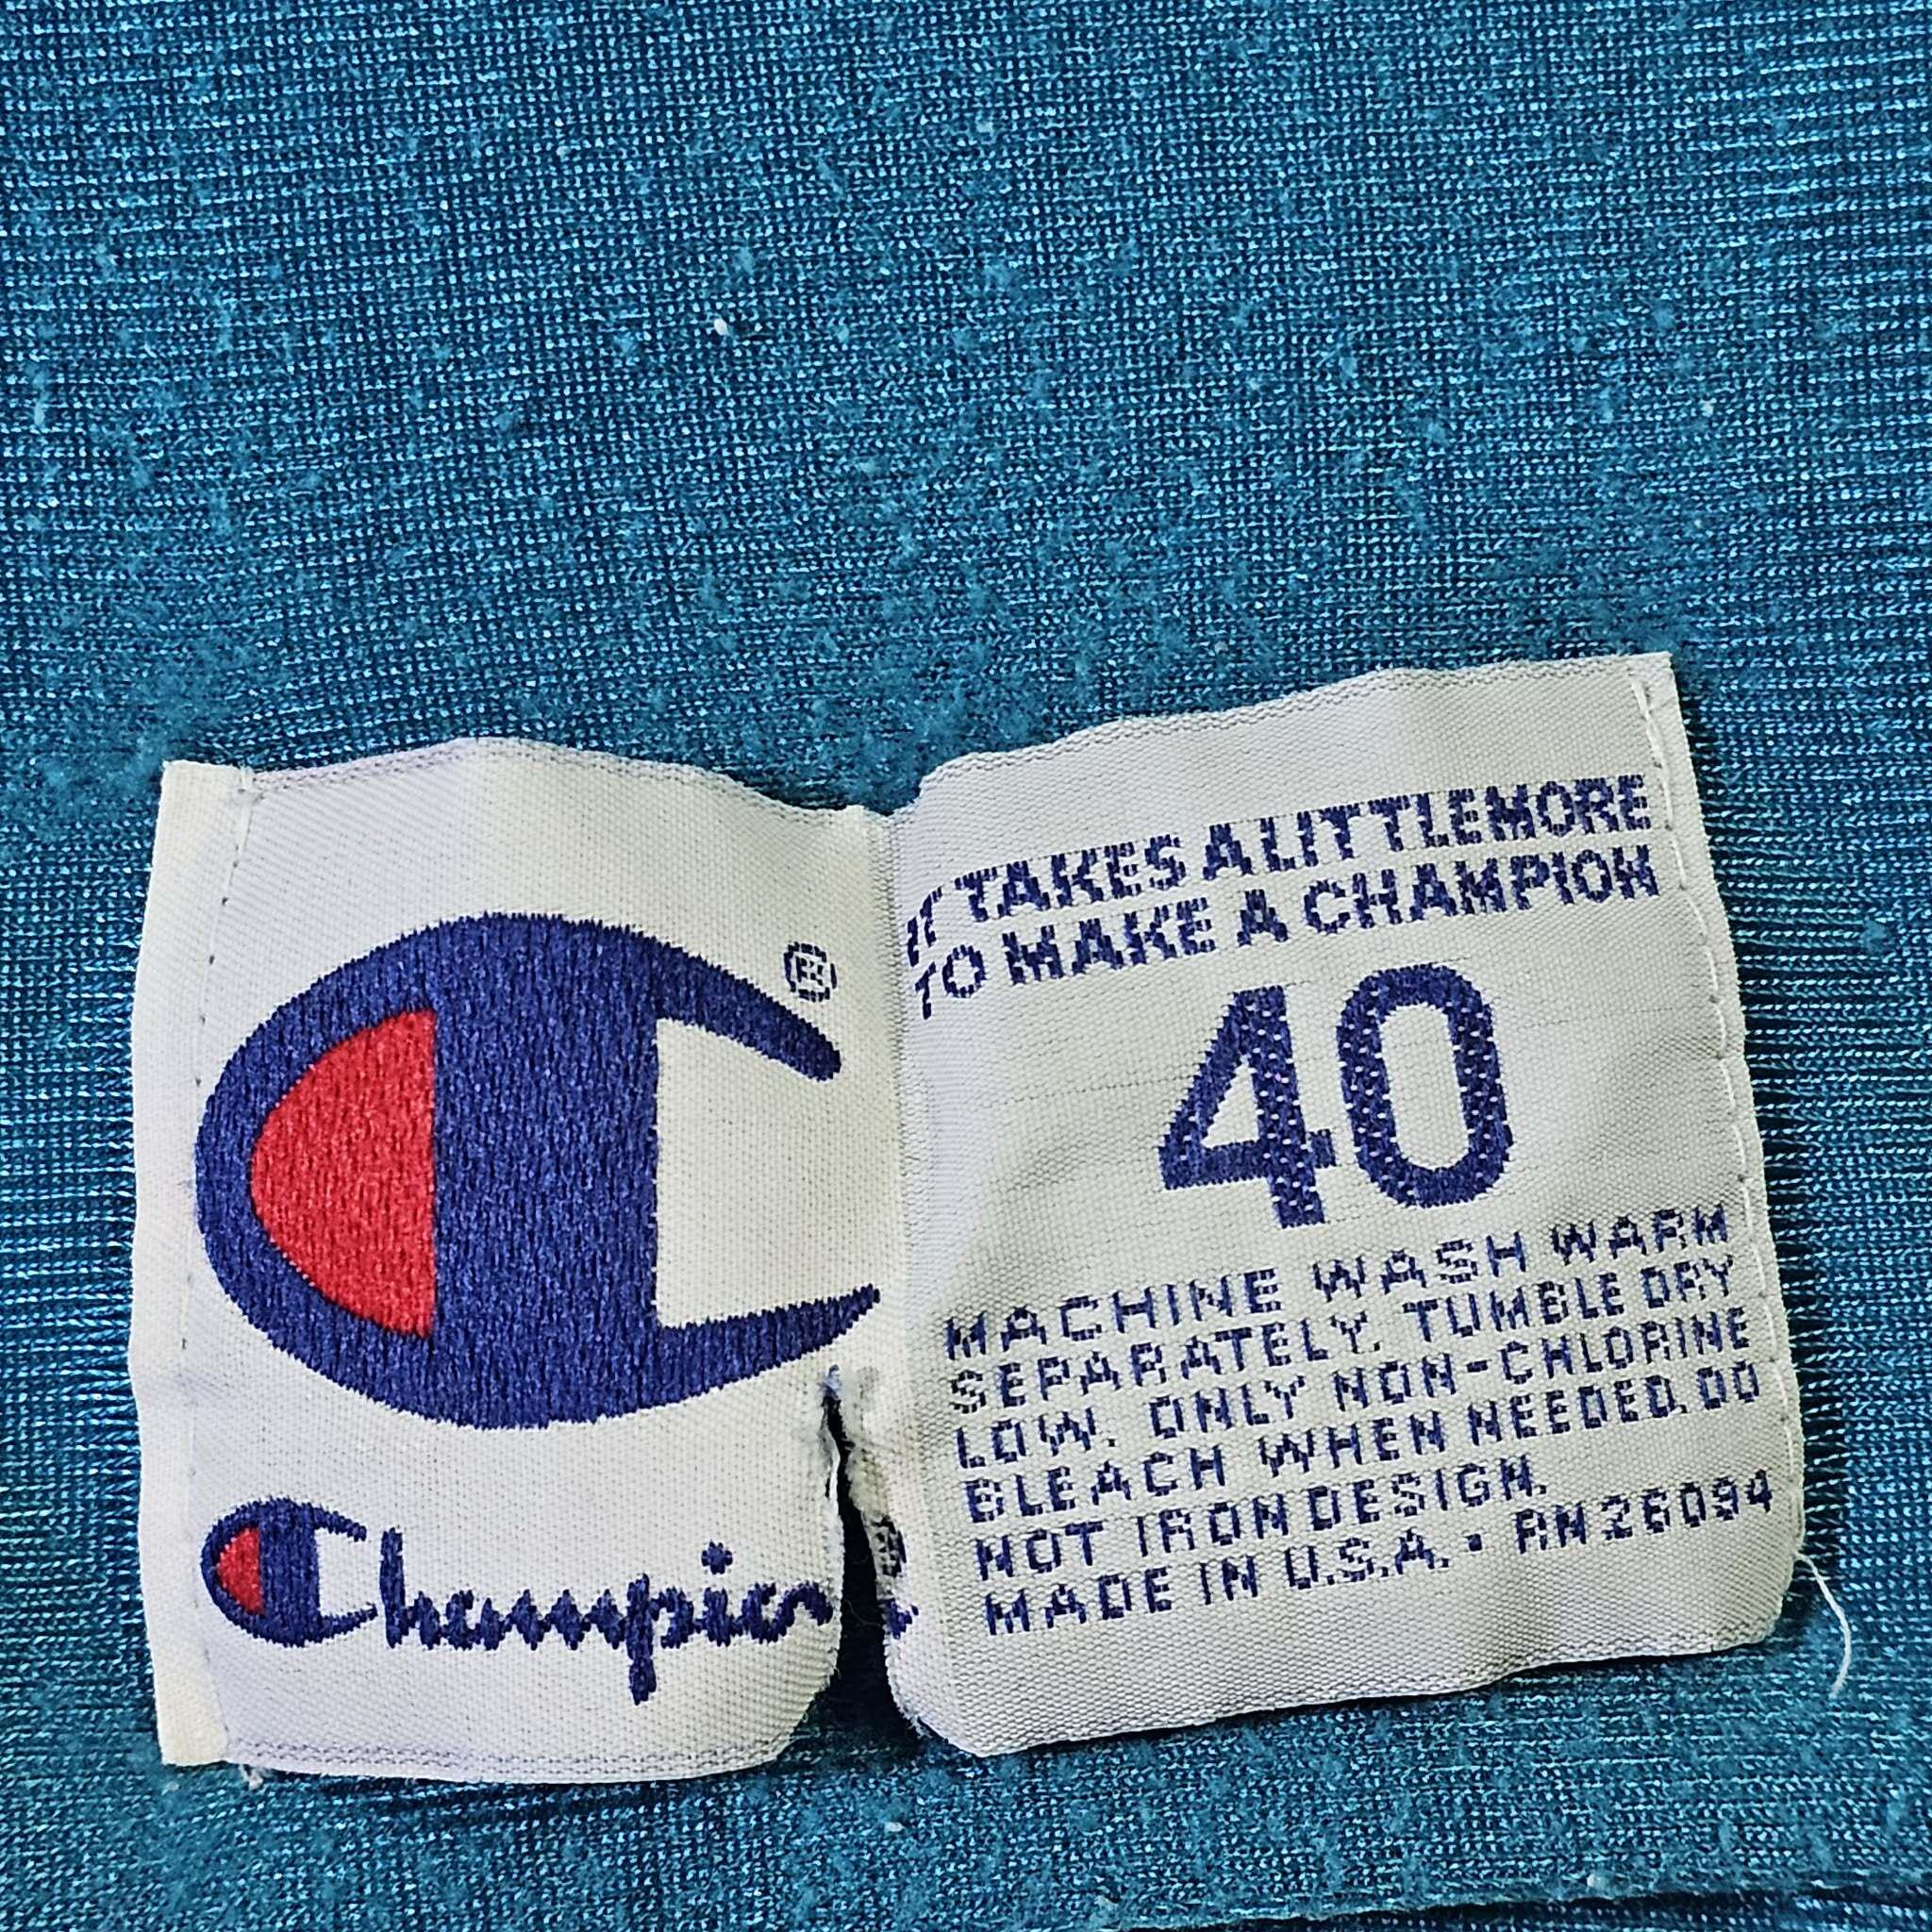 ®
Champion
IT TAKES A LITTLE MORE
TO MAKE A CHAMPION
40
MACHINE WASH WARM
SEPARATELY. TUMBLE DRY
LOW. ONLY NON-CHLORINE
BLEACH WHEN NEEDED. DO
NOT IRON DESIGN.
MADE IN U.S.A. • RN 26094